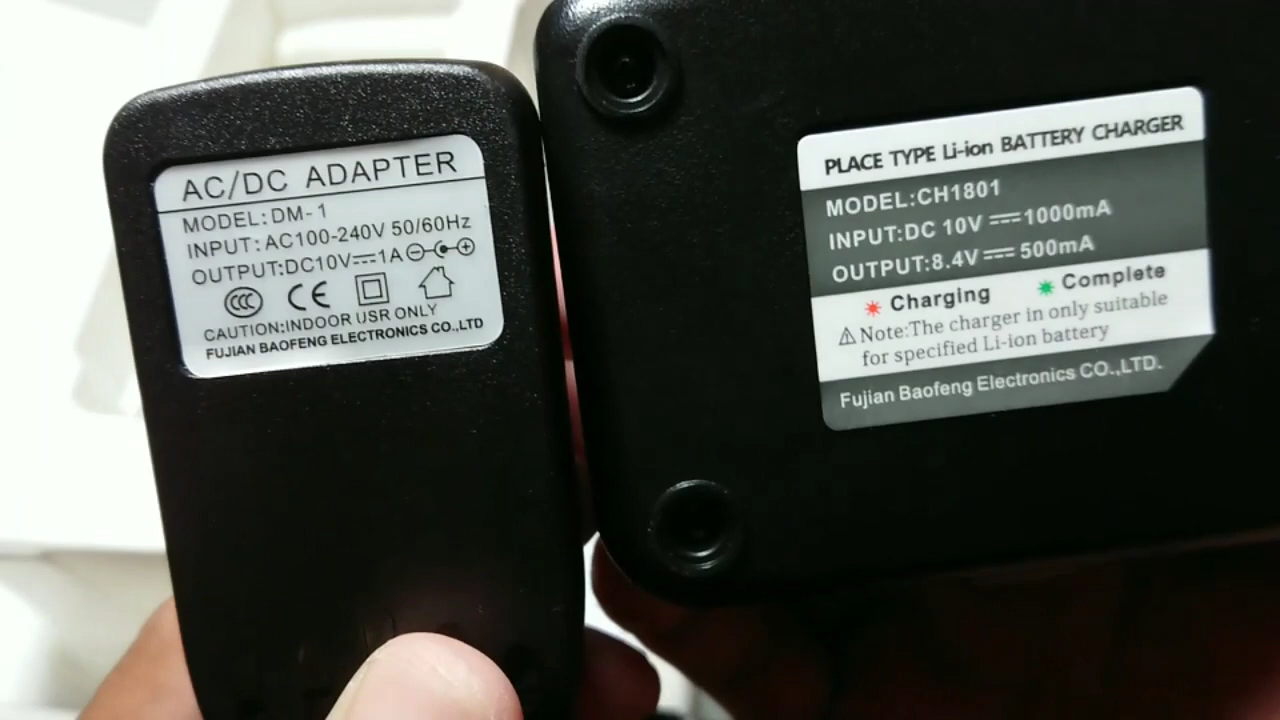 AC/DC ADAPTER
MODEL:DM-1
INPUT:AC100-240V 50/60Hz
OUTPUT:DC10V⎓1A
CCC CE
CAUTION:INDOOR USR ONLY
FUJIAN BAOFENG ELECTRONICS CO.,LTD
PLACE TYPE Li-ion BATTERY CHARGER
MODEL:CH1801
INPUT:DC 10V ⎓1000mA
OUTPUT:8.4V⎓ 500mA
Charging Complete
Note:The charger in only suitable
for specified Li-ion battery
Fujian Baofeng Electronics CO.,LTD.